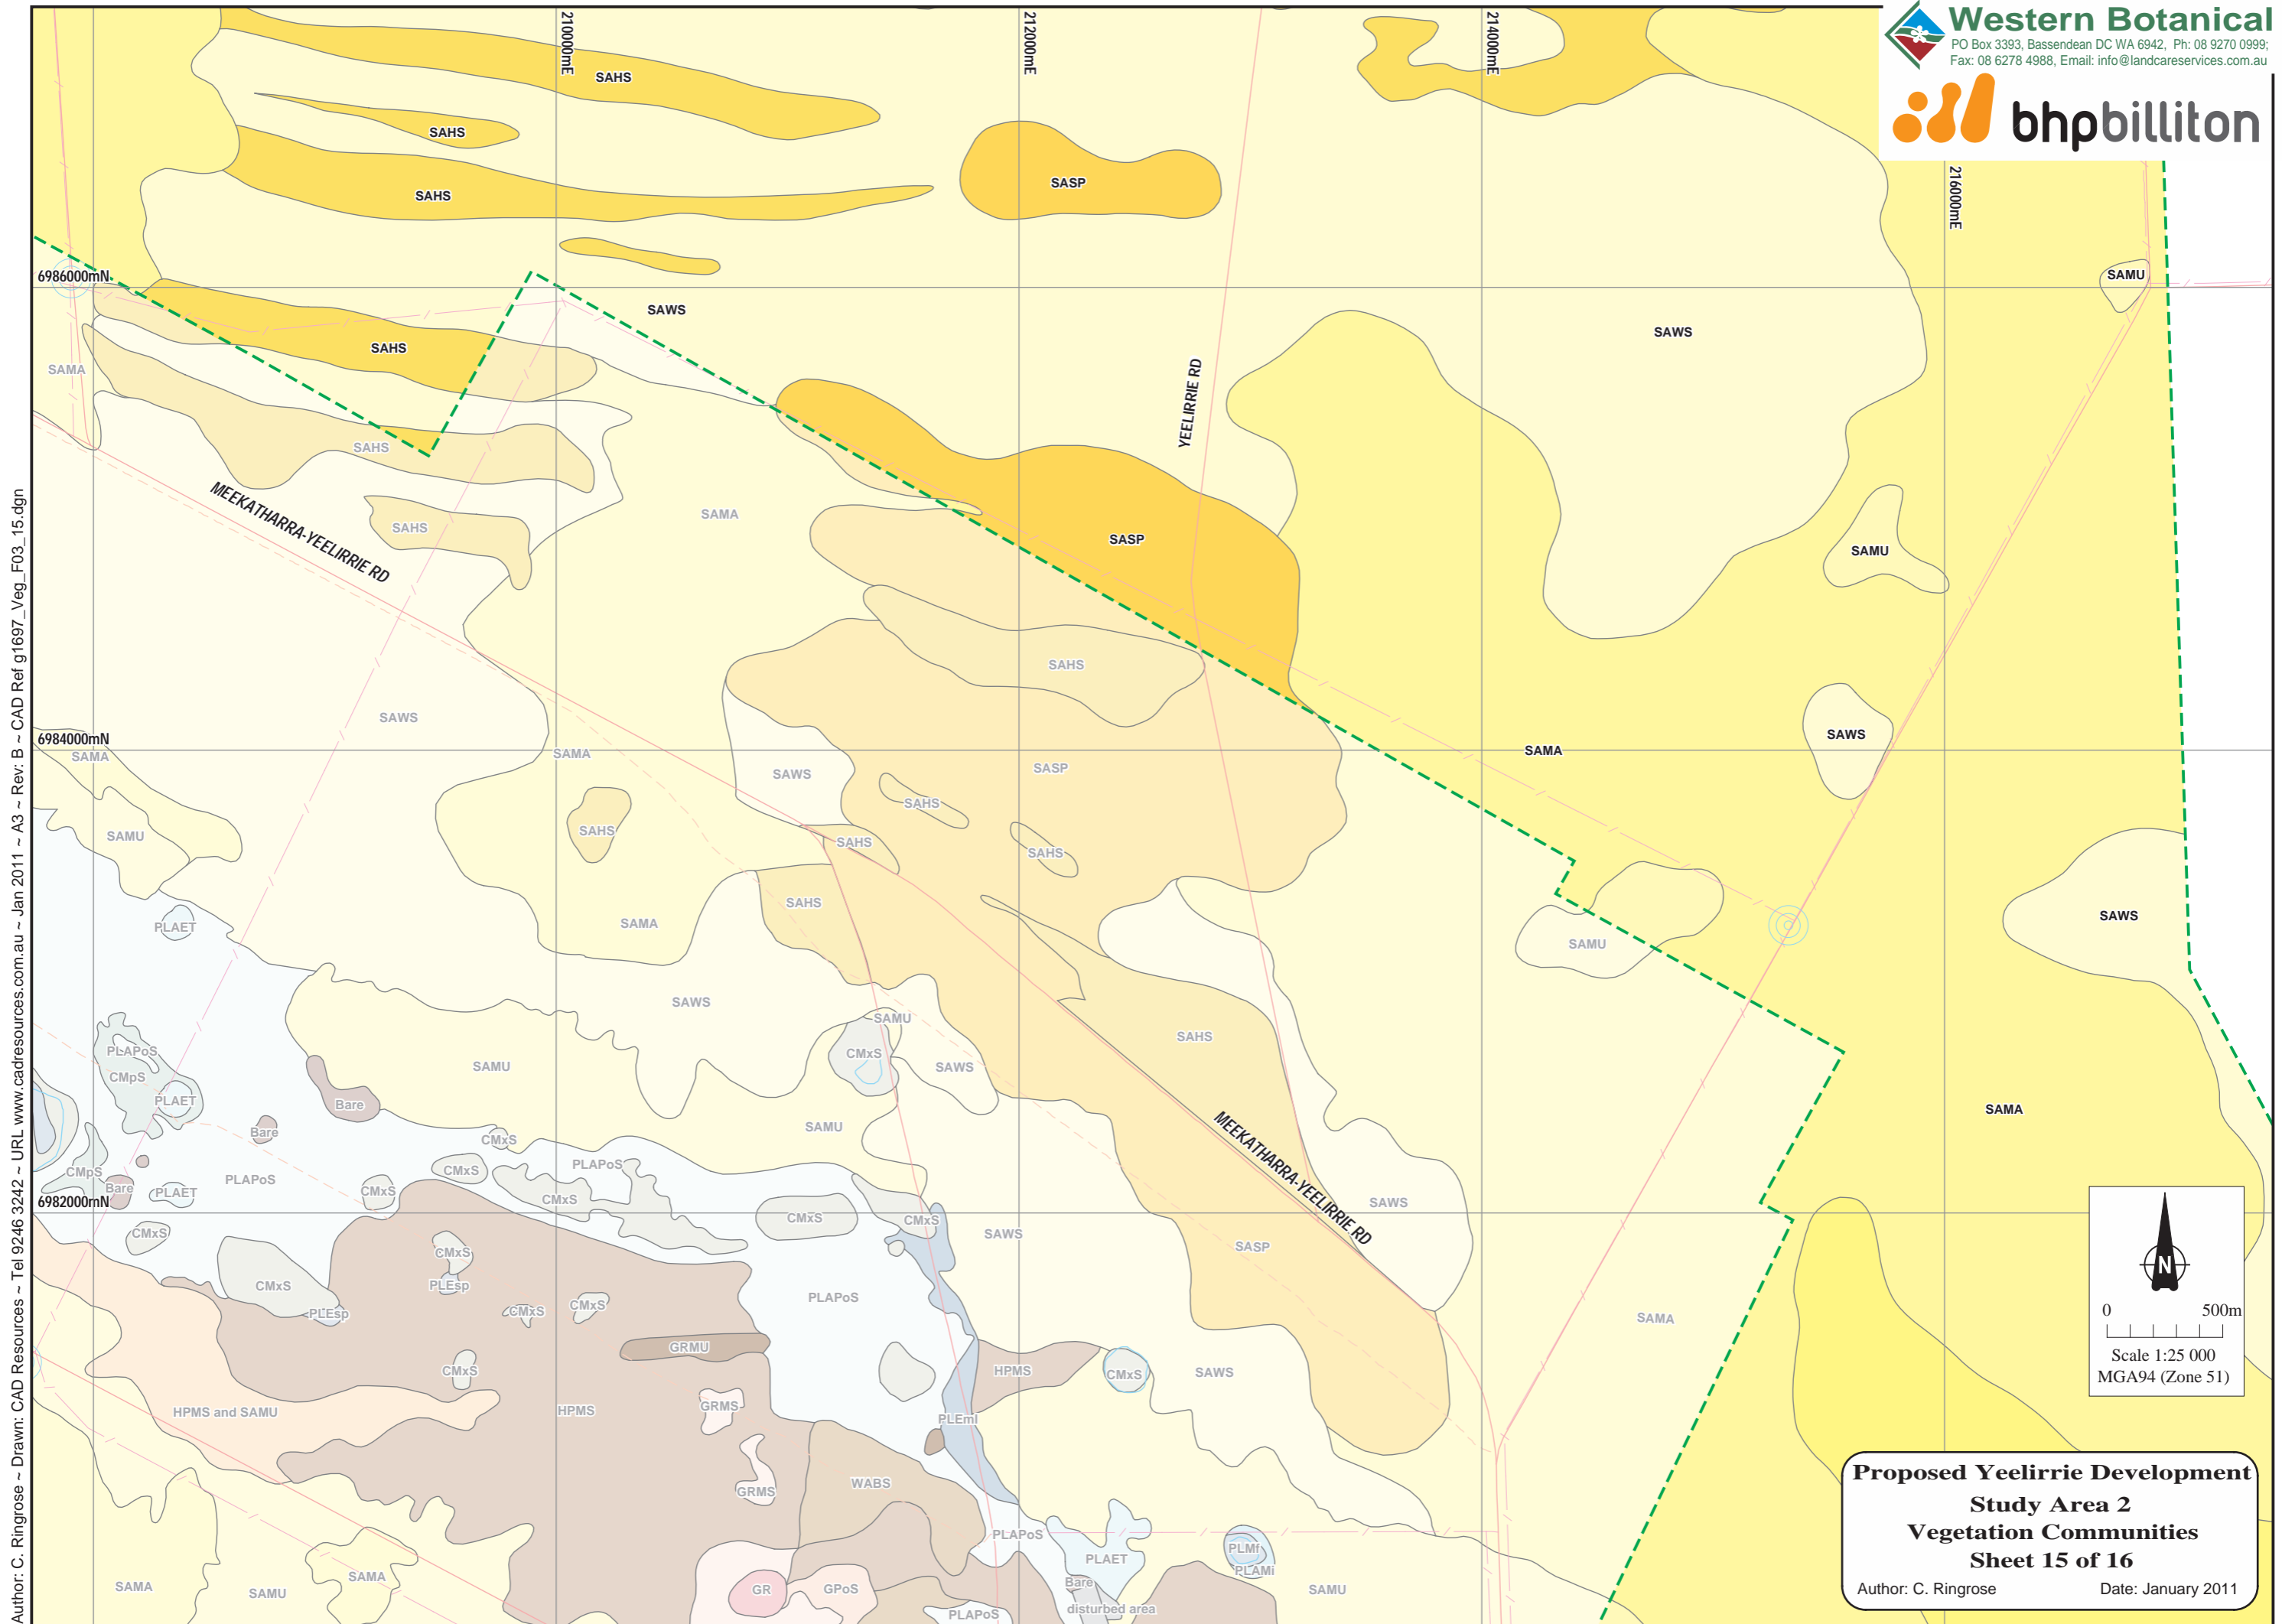 Western Botanical
PO Box 3393, Bassendean DC WA 6942, Ph: 08 9270 0999;
Fax: 08 6278 4988, Email: info@landcareservices.com.au
bhpbilliton
210000mE
212000mE
214000mE
216000mE
SAHS
SAHS
SAHS
SASP
6986000mN
SAMU
SAWS
SAWS
SAHS
SAMA
YEELIRRIE RD
SAHS
MEEKATHARRA-YEELIRRIE RD
SAHS
SAMA
SASP
SAMU
SAHS
SAWS
6984000mN
SAMA
SAMA
SAWS
SASP
SAMA
SAWS
SAHS
SAMU
SAHS
SAHS
SAHS
SAHS
PLAET
SAMA
SAWS
SAMU
SAWS
SAMU
SAHS
PLAPoS
CMxS
CMpS
SAMU
SAWS
PLAET
Bare
SAMA
Bare
CMxS
SAMU
MEEKATHARRA-YEELIRRIE RD
CMpS
CMxS
PLAPoS
Bare
PLAET
PLAPoS
CMxS
CMxS
6982000mN
SAWS
CMxS
CMxS
CMxS
SAWS
SASP
CMxS
PLEsp
CMxS
PLEsp
CMxS
CMxS
PLAPoS
SAMA
GRMU
CMxS
HPMS
CMxS
SAWS
HPMS and SAMU
HPMS
GRMS
PLEml
GRMS
WABS
PLAPoS
PLAET
PLMf
PLAMi
SAMA
SAMU
SAMA
GR
GPoS
PLAPoS
Bare
disturbed area
SAMU
N
0 500m
Scale 1:25 000
MGA94 (Zone 51)
Proposed Yeelirrie Development
Study Area 2
Vegetation Communities
Sheet 15 of 16
Author: C. Ringrose Date: January 2011
Author: C. Ringrose ~ Drawn: CAD Resources ~ Tel 9246 3242 ~ URL www.cadresources.com.au ~ Jan 2011 ~ A3 ~ Rev: B ~ CAD Ref g1697_Veg_F03_15.dgn